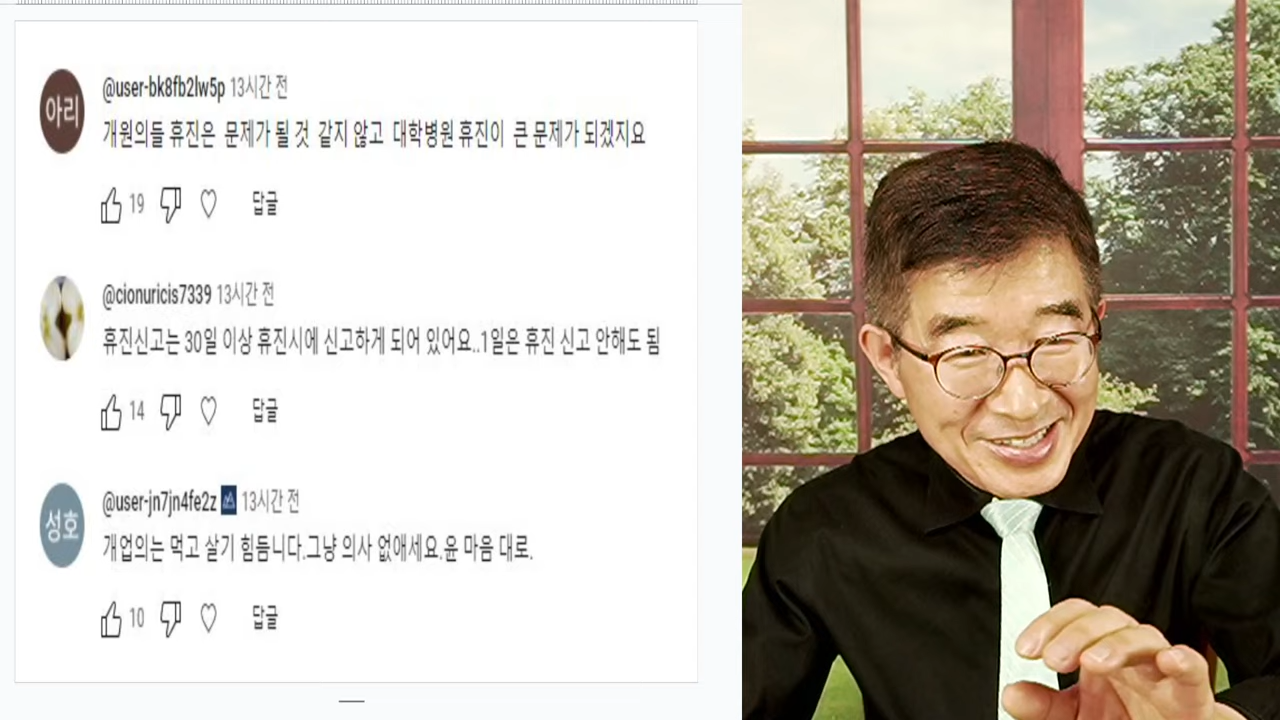 아리
@user-bk8fb2lw5p 13시간 전
개원의들 휴진은 문제가 될 것 같지 않고 대학병원 휴진이 큰 문제가 되겠지요
19 답글
@cionuricis7339 13시간 전
휴진신고는 30일 이상 휴진시에 신고하게 되어 있어요..1일은 휴진 신고 안해도 됨
14 답글
성호
@user-jn7jn4fe2z 13시간 전
개업의는 먹고 살기 힘듬니다.그냥 의사 없애세요.윤 마음 대로.
10 답글